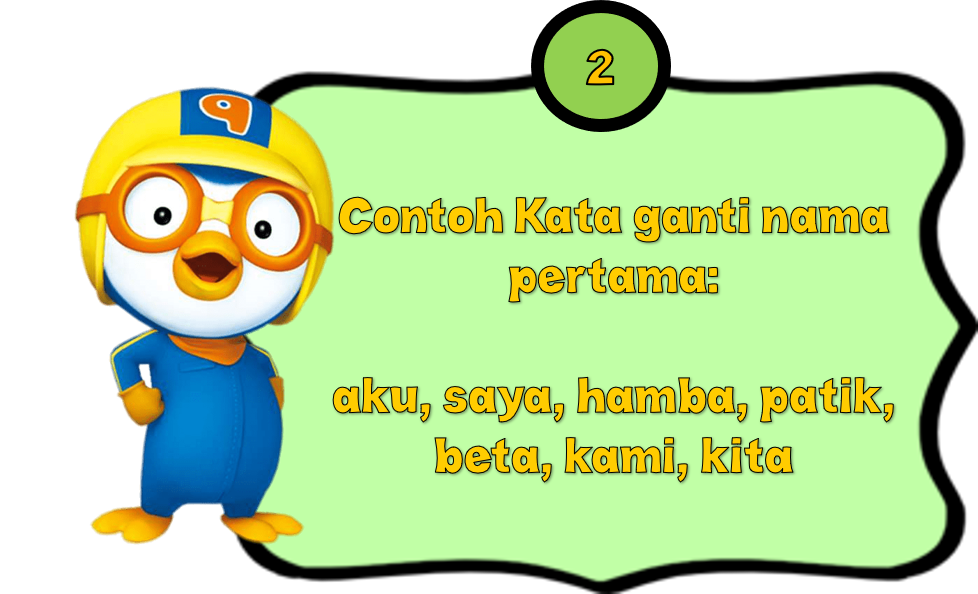 2
Contoh Kata ganti nama
pertama:
aku, saya, hamba, patik,
beta, kami, kita